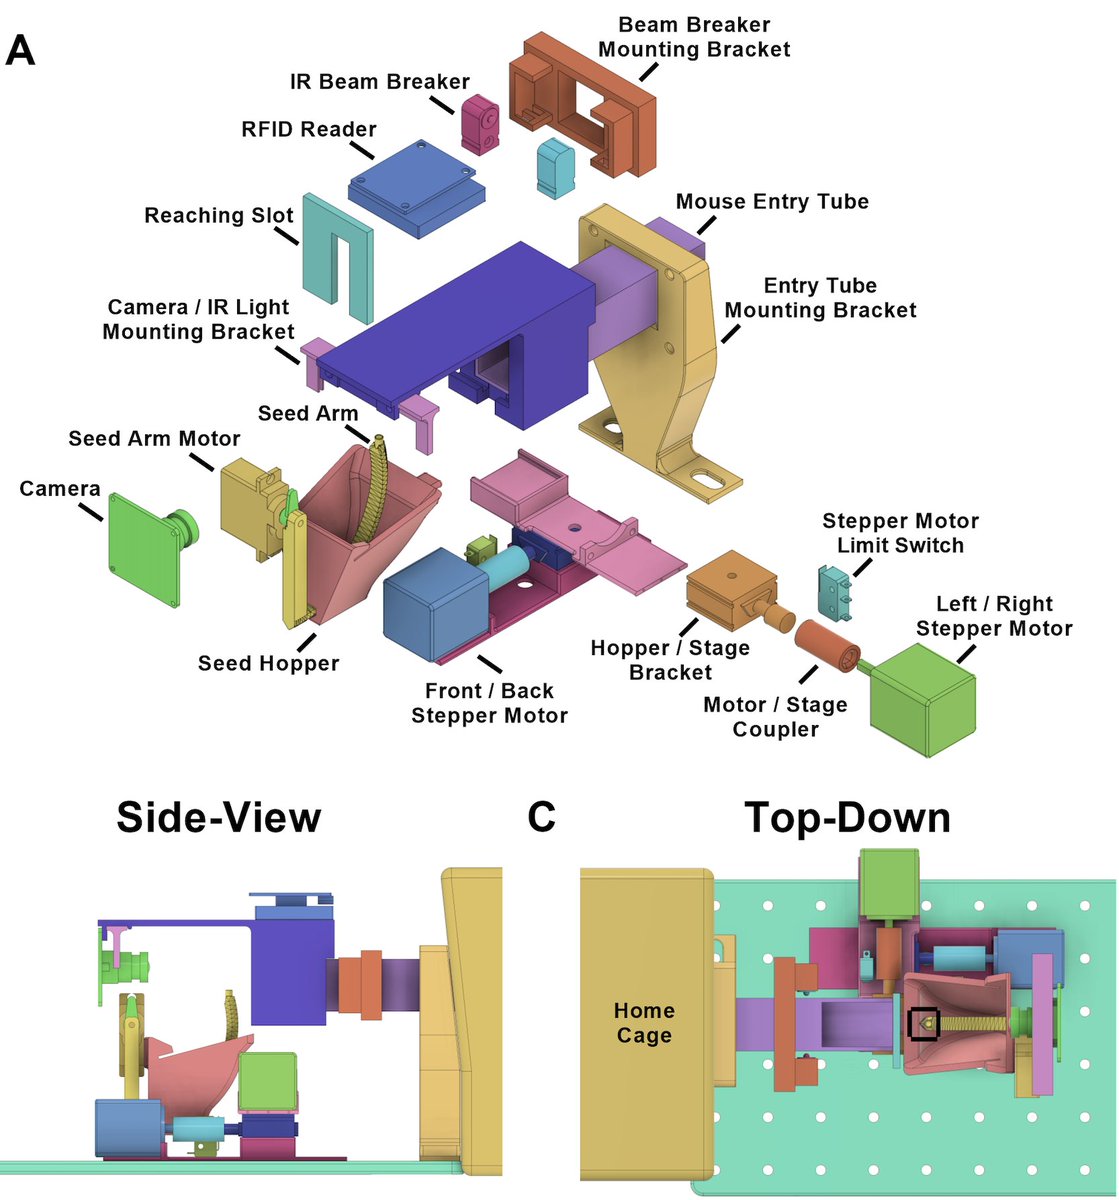 A
Beam Breaker
Mounting Bracket
IR Beam Breaker
RFID Reader
Mouse Entry Tube
Reaching Slot
Entry Tube
Mounting Bracket
Camera / IR Light
Mounting Bracket
Seed Arm
Seed Arm Motor
Camera
Stepper Motor
Limit Switch
Left / Right
Stepper Motor
Hopper / Stage
Bracket
Seed Hopper
Front / Back
Stepper Motor
Motor / Stage
Coupler
Side-View
C
Top-Down
Home
Cage